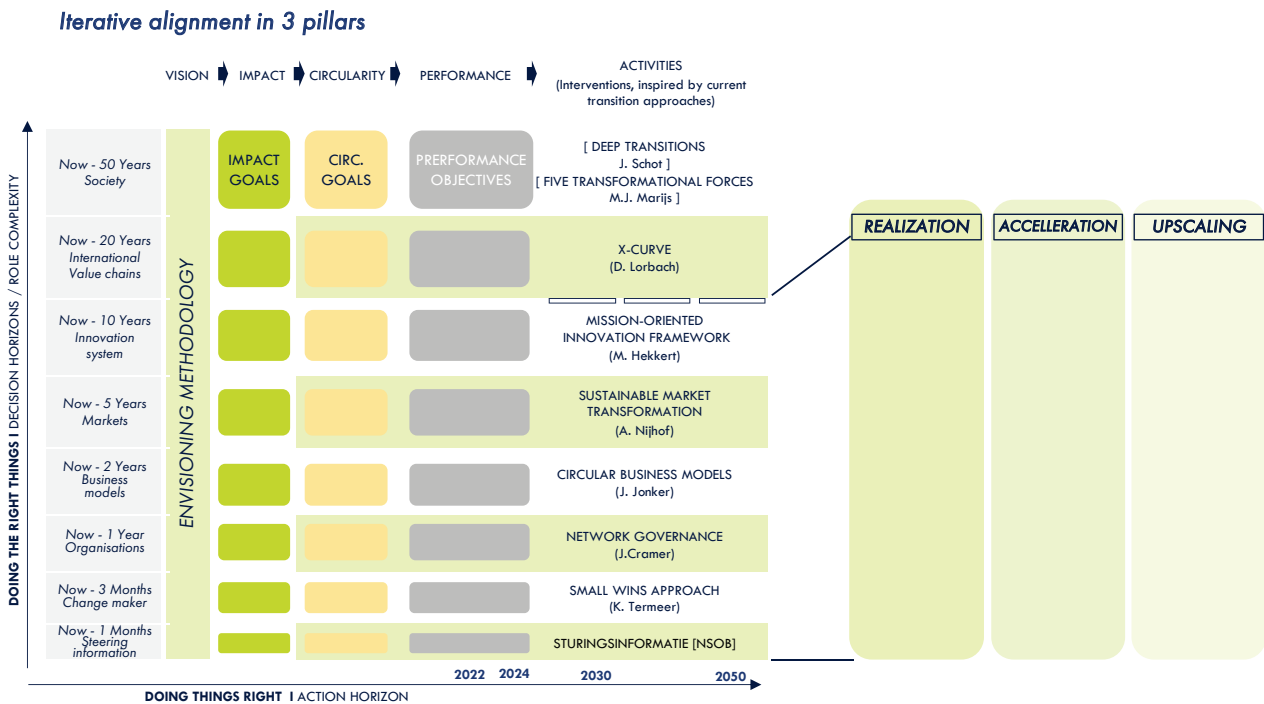 Iterative alignment in 3 pillars
VISION IMPACT CIRCULARITY PERFORMANCE
ACTIVITIES
(Interventions, inspired by current
transition approaches)
DOING THE RIGHT THINGS I DECISION HORIZONS / ROLE COMPLEXITY
ENVISIONING METHODOLOGY
Now - 50 Years
Society
IMPACT
GOALS
CIRC.
GOALS
PRERFORMANCE
OBJECTIVES
[ DEEP TRANSITIONS
J. Schot ]
[ FIVE TRANSFORMATIONAL FORCES
M.J. Marijs ]
Now - 20 Years
International
Value chains
X-CURVE
(D. Lorbach)
Now - 10 Years
Innovation
system
MISSION-ORIENTED
INNOVATION FRAMEWORK
(M. Hekkert)
Now - 5 Years
Markets
SUSTAINABLE MARKET
TRANSFORMATION
(A. Nijhof)
Now - 2 Years
Business
models
CIRCULAR BUSINESS MODELS
(J. Jonker)
Now - 1 Year
Organisations
NETWORK GOVERNANCE
(J.Cramer)
Now - 3 Months
Change maker
SMALL WINS APPROACH
(K. Termeer)
Now - 1 Months
Steering
information
STURINGSINFORMATIE [NSOB]
2022 2024 2030 2050
DOING THINGS RIGHT I ACTION HORIZON
REALIZATION
ACCELLERATION
UPSCALING